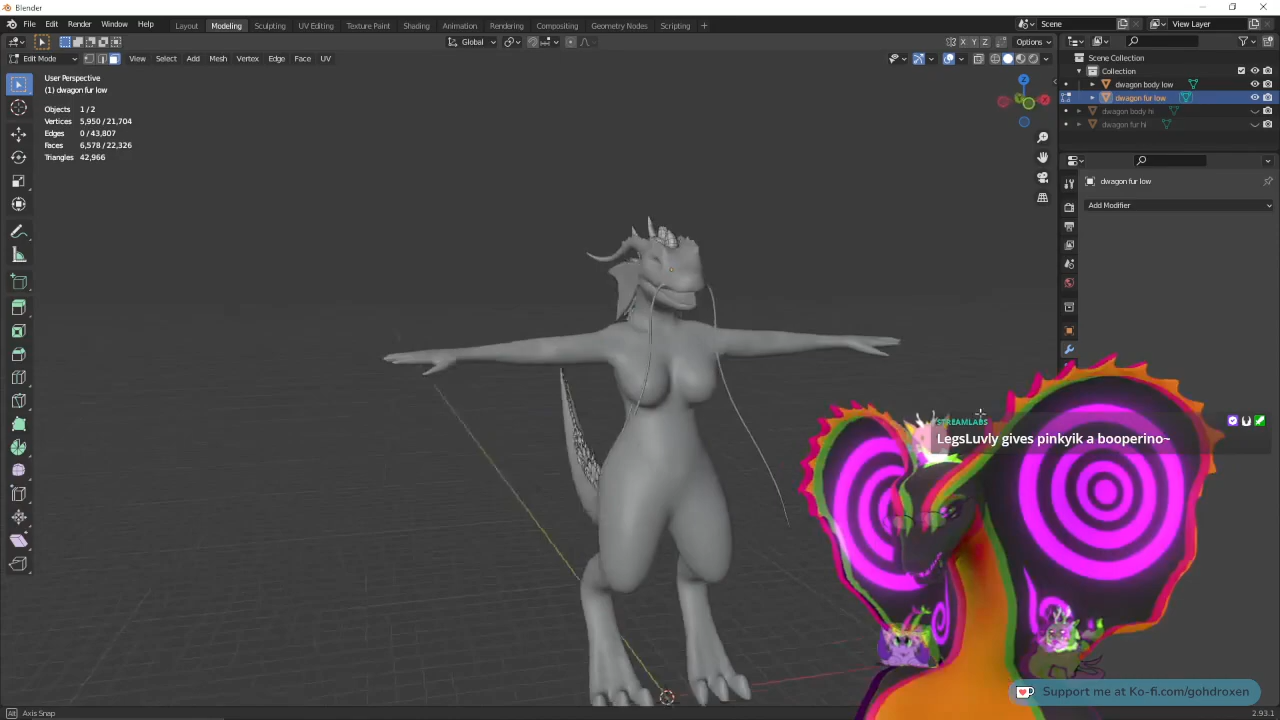 Blender
File Edit Render Window Help Layout Modeling Sculpting UV Editing Texture Paint Shading Animation Rendering Compositing Geometry Nodes Scripting + Scene View Layer
Global X Y Z Options
Edit Mode View Select Add Mesh Vertex Edge Face UV
Scene Collection
Collection
dwagon body low
dwagon fur low
dwagon body hi
dwagon fur hi
User Perspective
(1) dwagon fur low
Objects 1 / 2
Vertices 5,950 / 21,704
Edges 0 / 43,807
Faces 6,578 / 22,326
Triangles 42,966
Z
X
Y
dwagon fur low
Add Modifier
STREAMLABS
LegsLuvly gives pinkyik a booperino~
Support me at Ko-fi.com/gohdroxen
Alt Axis Snap
2.93.1